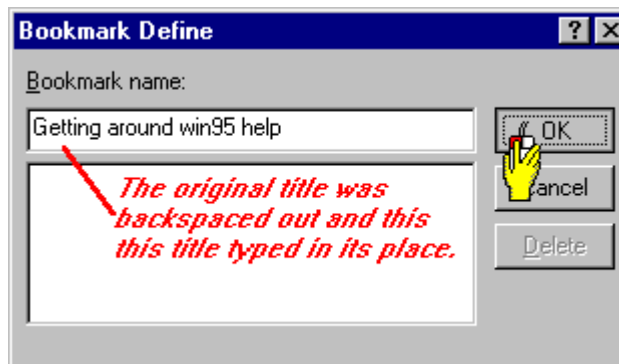 Bookmark Define
Bookmark name:
Getting around win95 help
OK
The original title was
backspaced out and this
this title typed in its place.
Cancel
Delete